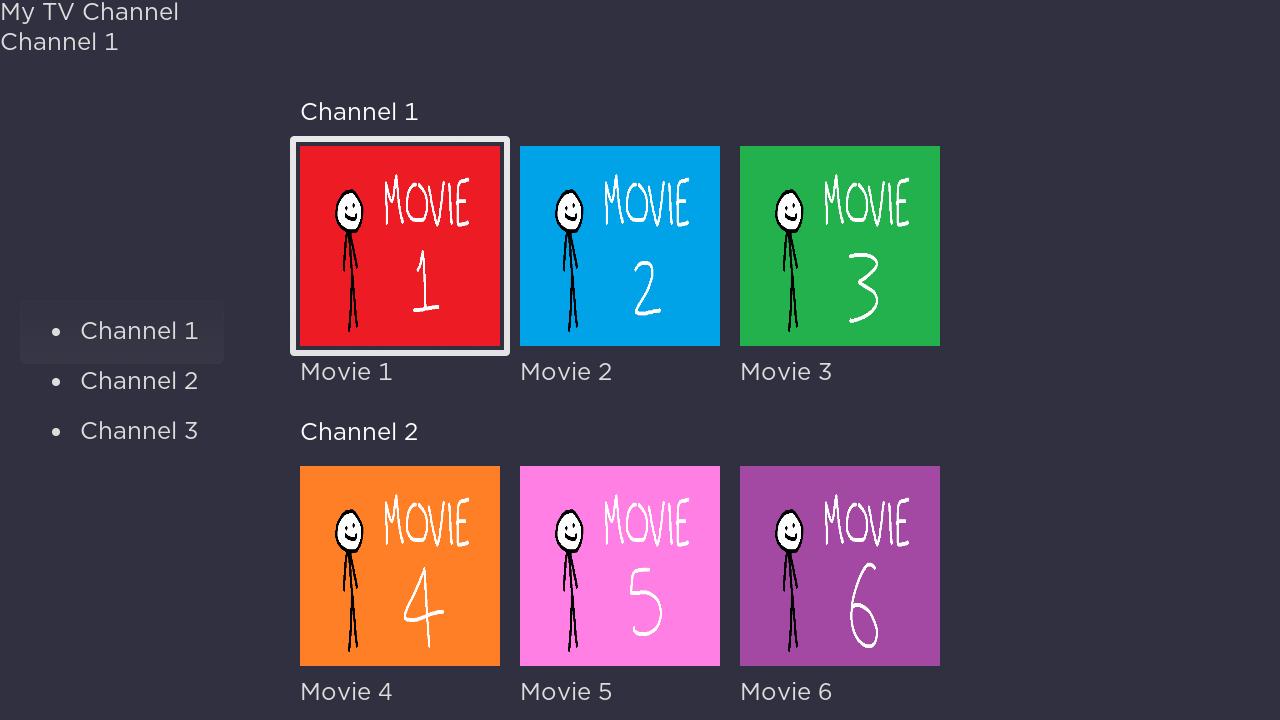 My TV Channel
Channel 1
Channel 1
MOVIE
1
MOVIE
2
MOVIE
3
Movie 1
Movie 2
Movie 3
• Channel 1
• Channel 2
• Channel 3
Channel 2
MOVIE
4
MOVIE
5
MOVIE
6
Movie 4
Movie 5
Movie 6